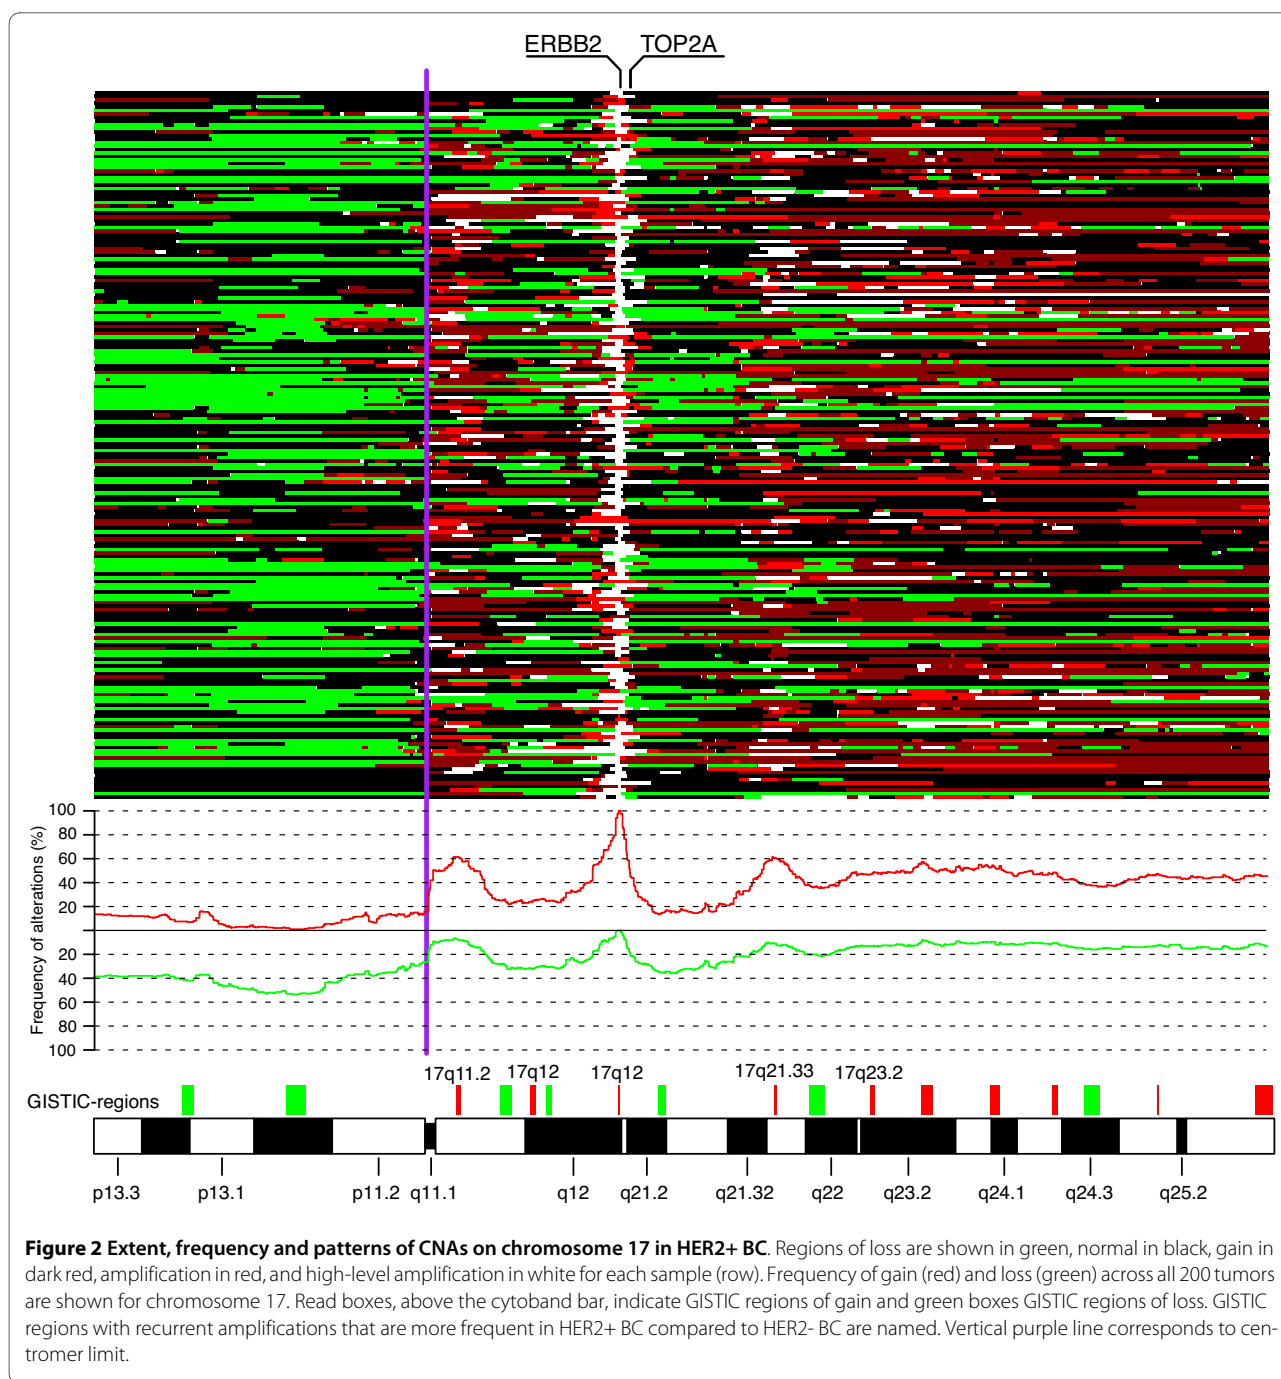 ERBB2 TOP2A
100
80
60
40
20
20
40
60
80
100
Frequency of alterations (%)
17q11.2 17q12 17q12 17q21.33 17q23.2
GISTIC-regions
p13.3 p13.1 p11.2 q11.1 q12 q21.2 q21.32 q22 q23.2 q24.1 q24.3 q25.2
Figure 2 Extent, frequency and patterns of CNAs on chromosome 17 in HER2+ BC. Regions of loss are shown in green, normal in black, gain in
dark red, amplification in red, and high-level amplification in white for each sample (row). Frequency of gain (red) and loss (green) across all 200 tumors
are shown for chromosome 17. Read boxes, above the cytoband bar, indicate GISTIC regions of gain and green boxes GISTIC regions of loss. GISTIC
regions with recurrent amplifications that are more frequent in HER2+ BC compared to HER2- BC are named. Vertical purple line corresponds to cen-
tromer limit.